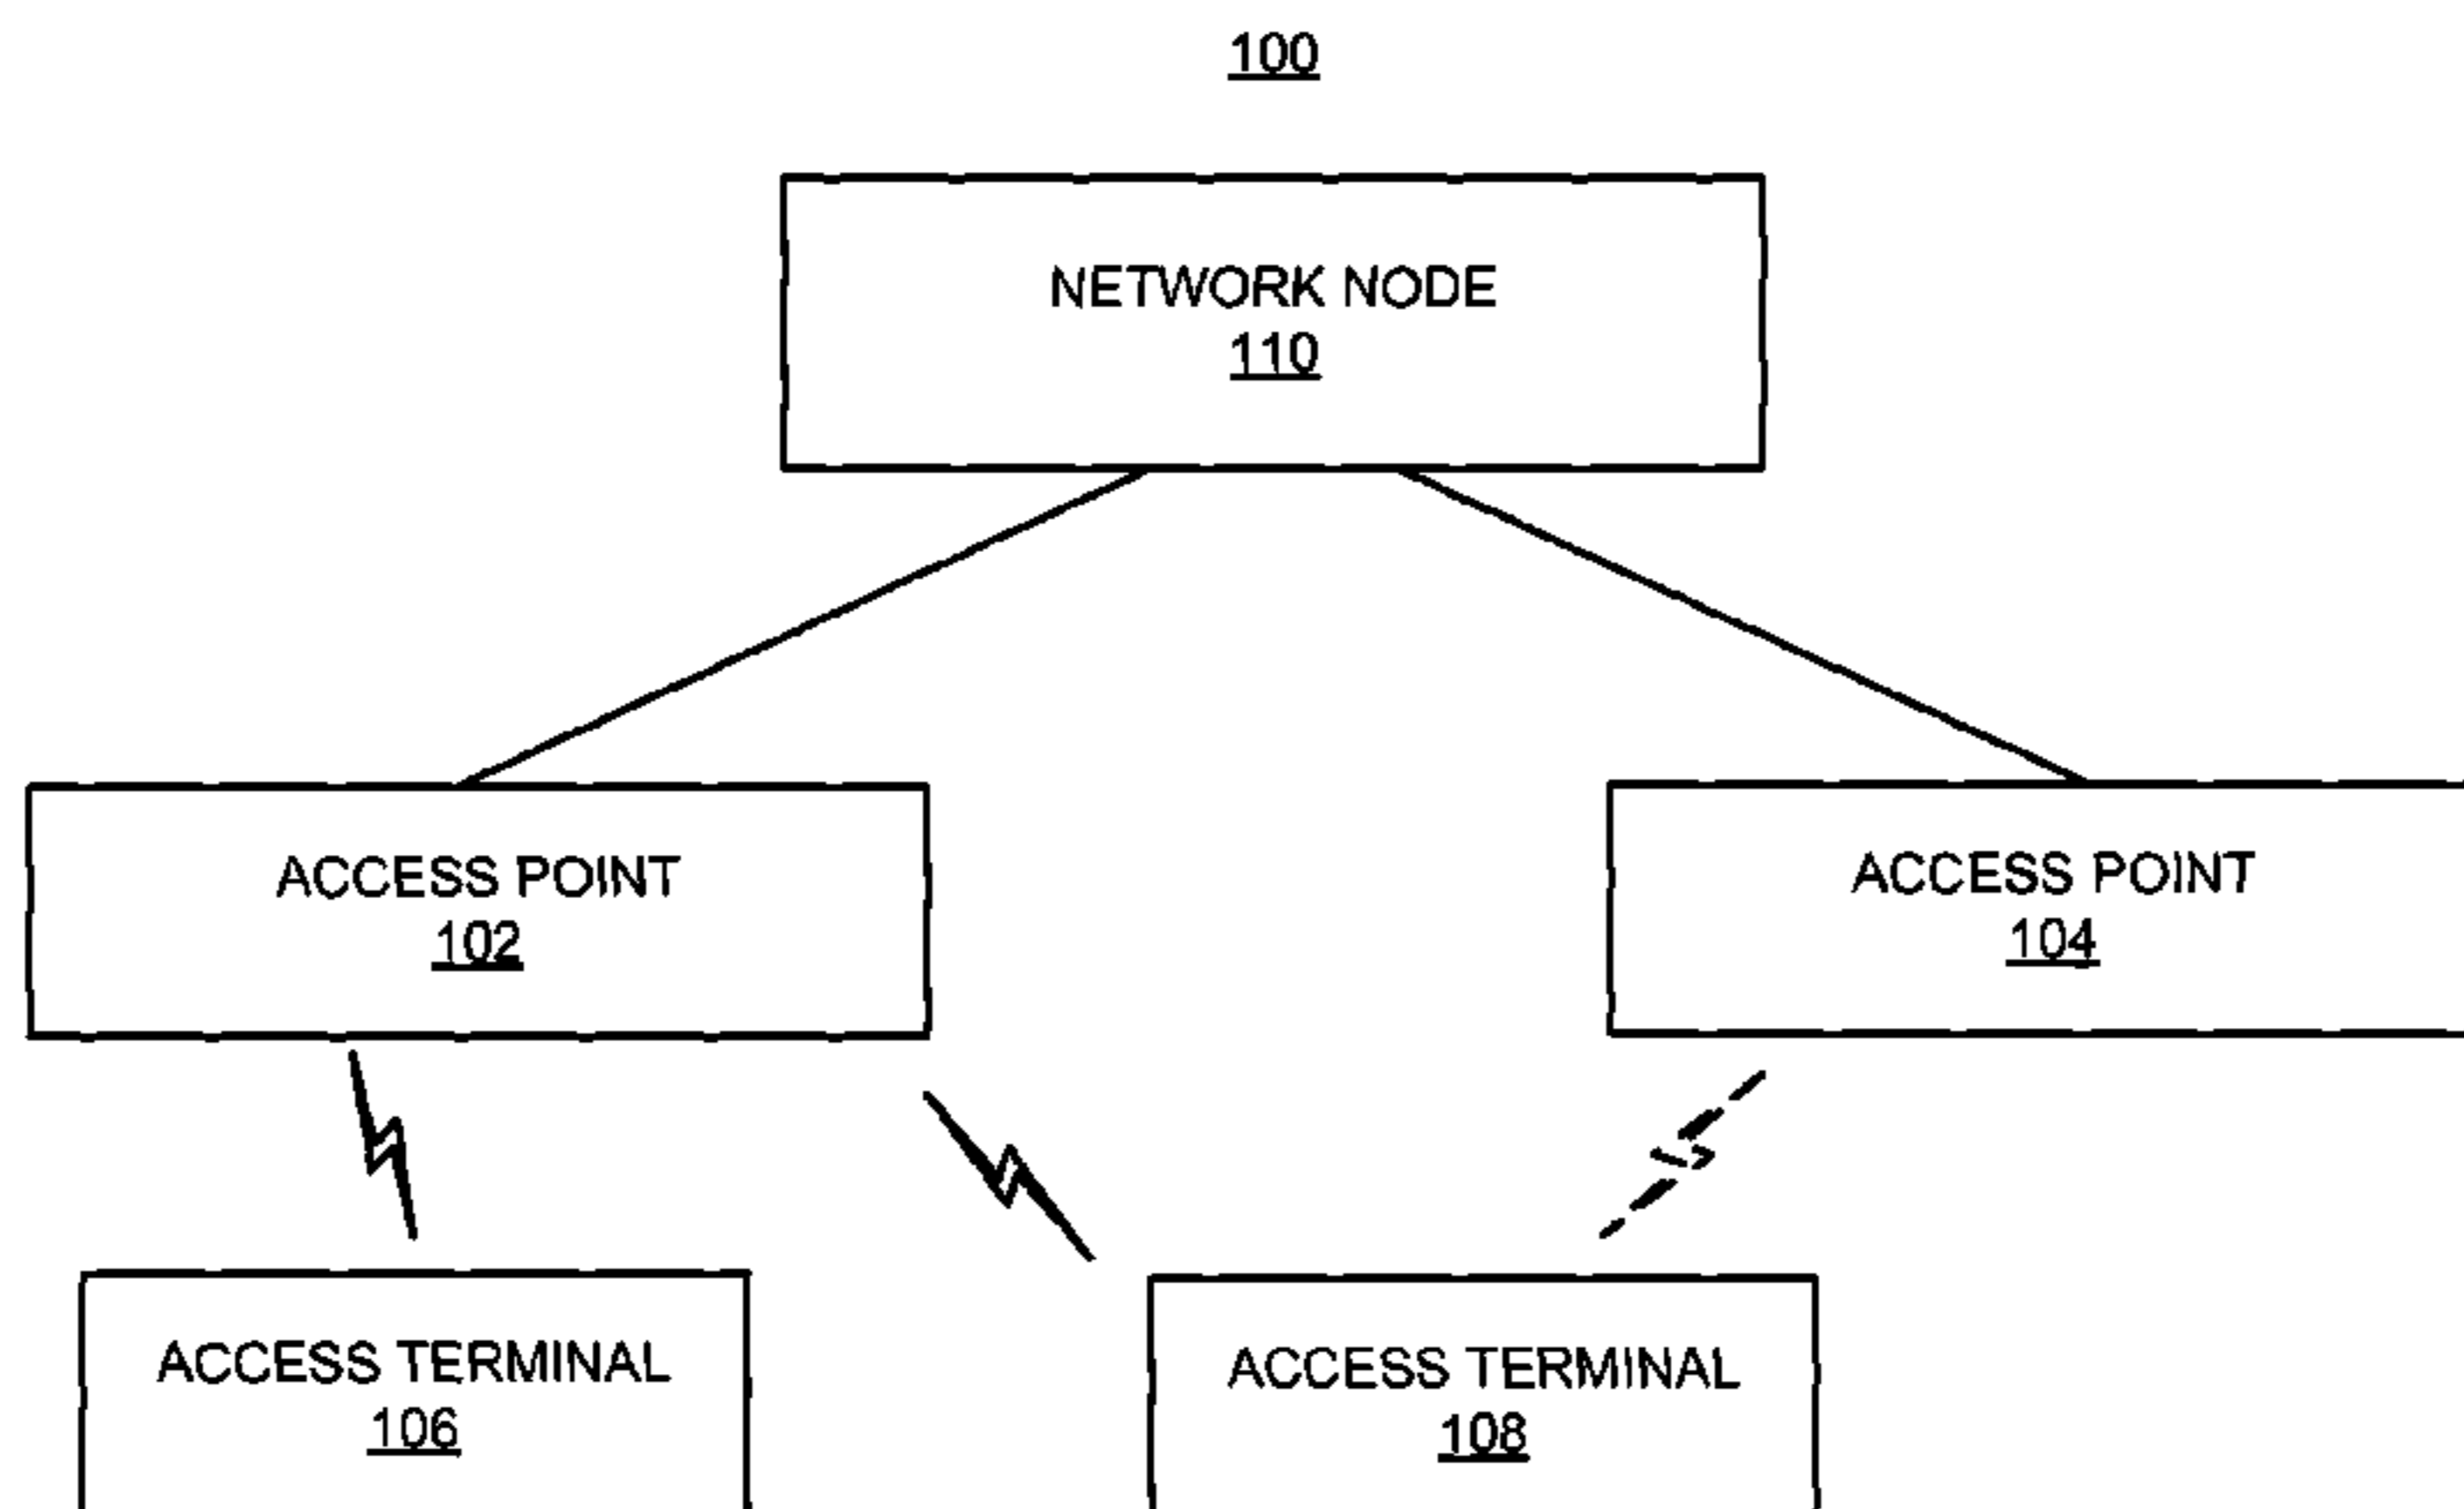 100
NETWORK NODE
110
ACCESS POINT
102
ACCESS POINT
104
ACCESS TERMINAL
106
ACCESS TERMINAL
108